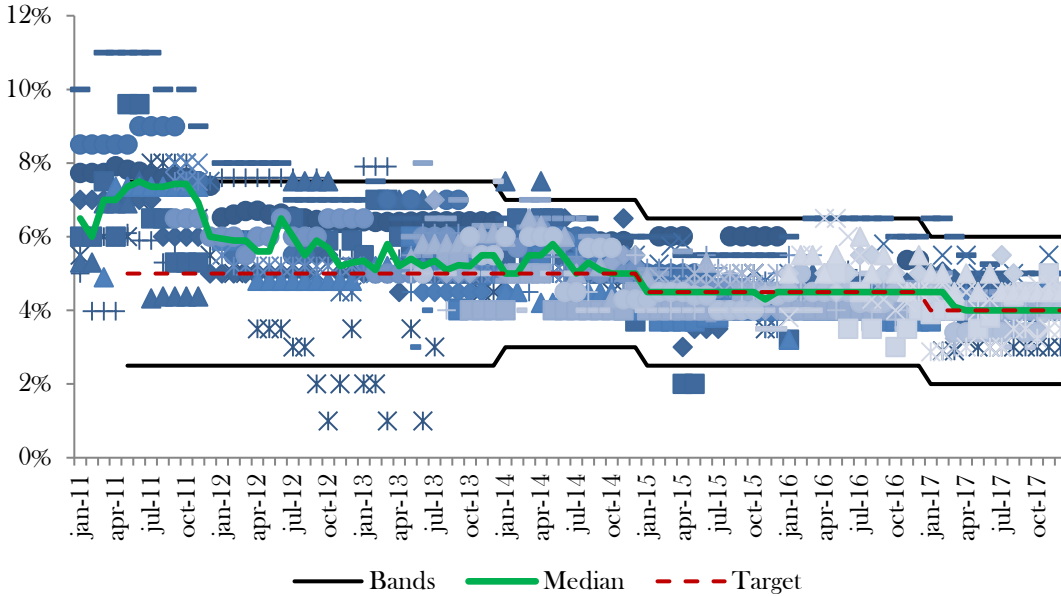 12%
10%
8%
6%
4%
2%
0%
jan-11
apr-11
jul-11
oct-11
jan-12
apr-12
jul-12
oct-12
jan-13
apr-13
jul-13
oct-13
jan-14
apr-14
jul-14
oct-14
jan-15
apr-15
jul-15
oct-15
jan-16
apr-16
jul-16
oct-16
jan-17
apr-17
jul-17
oct-17
Bands Median Target